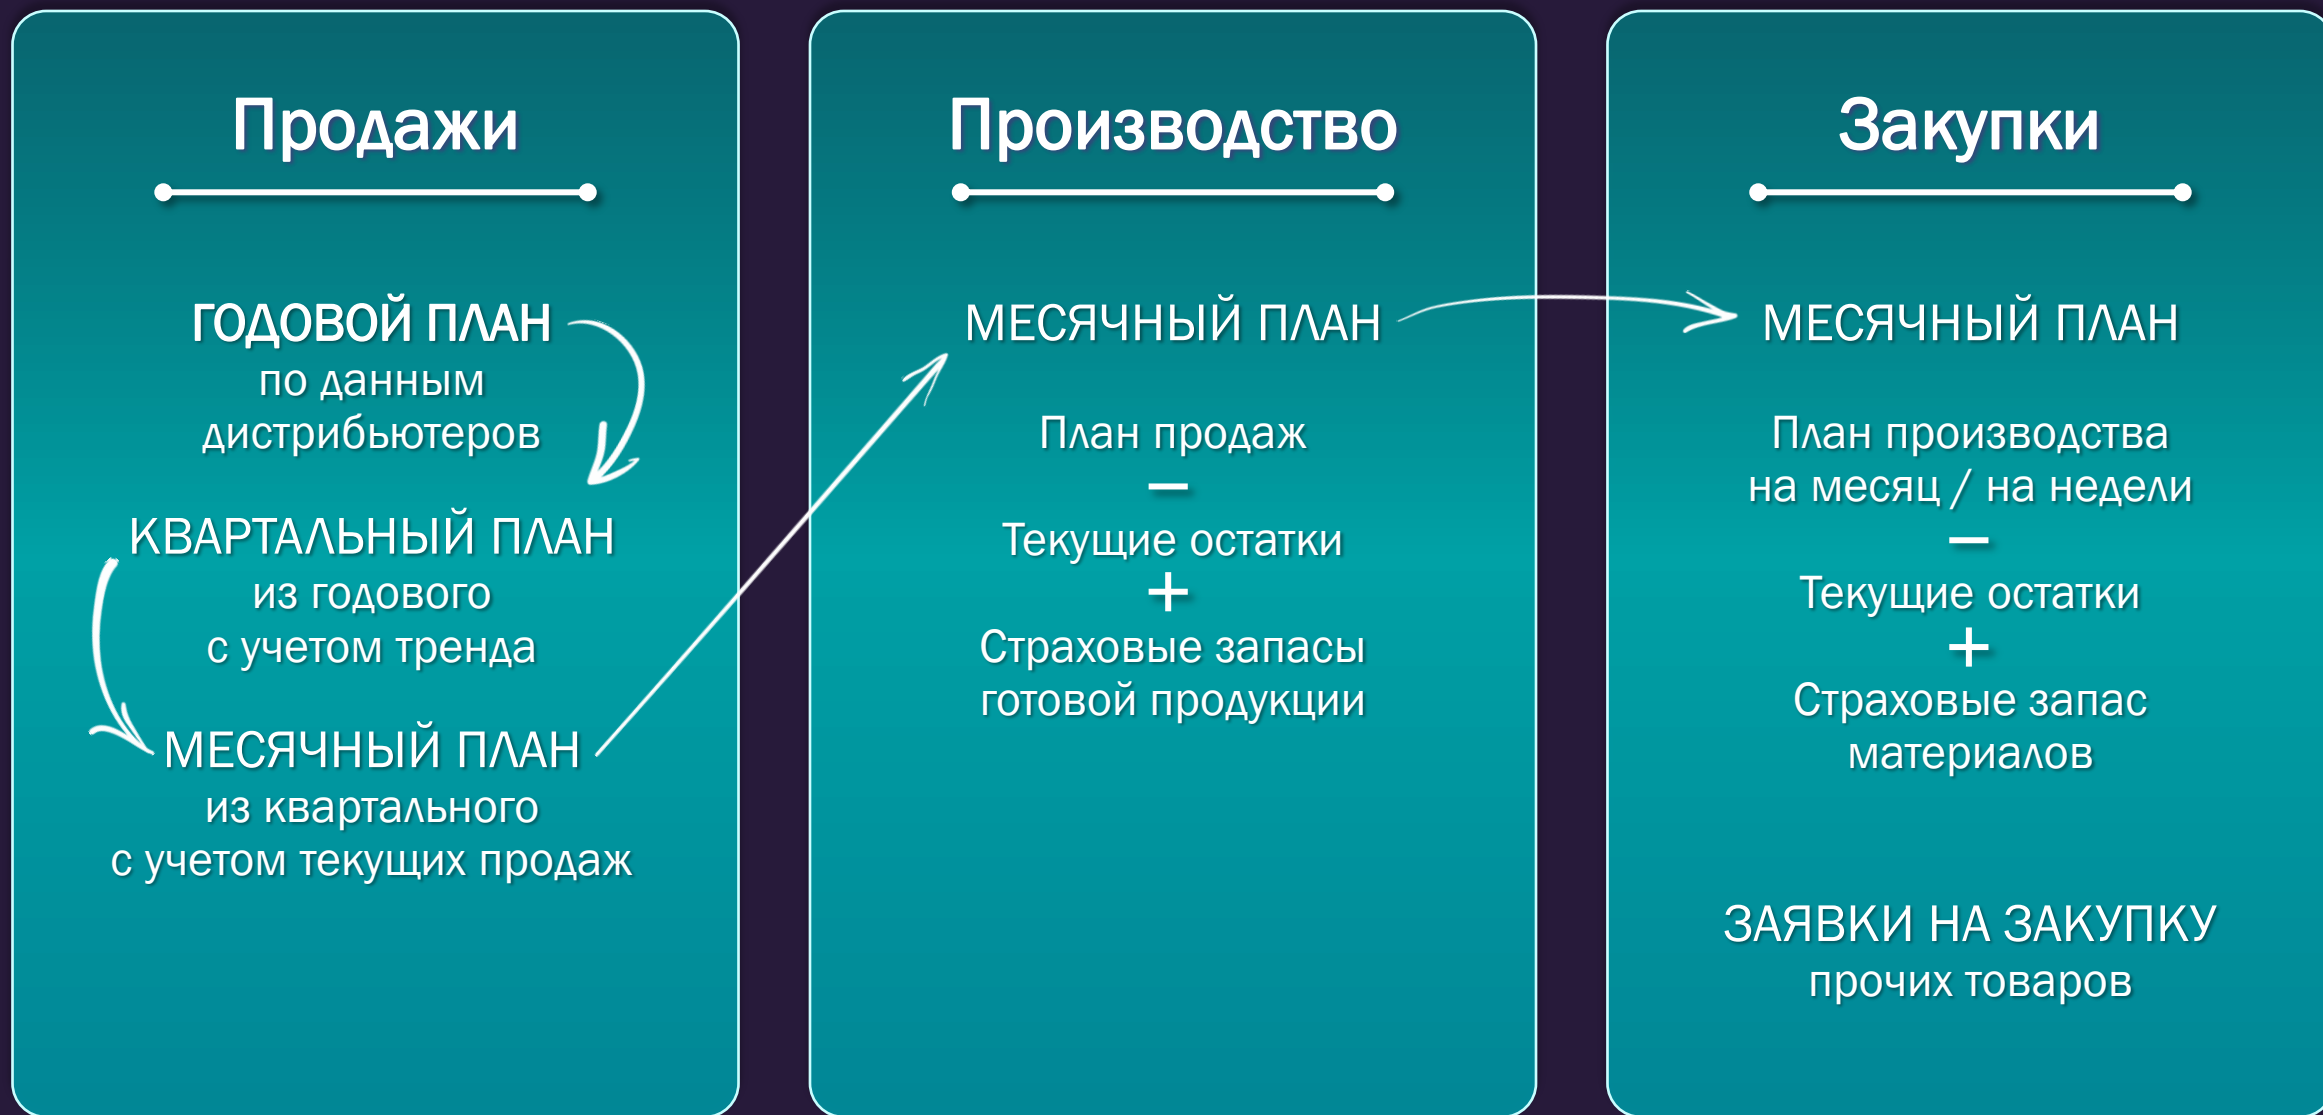 Продажи
ГОДОВОЙ ПЛАН
по данным
дистрибьютеров
КВАРТАЛЬНЫЙ ПЛАН
из годового
с учетом тренда
МЕСЯЧНЫЙ ПЛАН
из квартального
с учетом текущих продаж
Производство
МЕСЯЧНЫЙ ПЛАН
План продаж
–
Текущие остатки
+
Страховые запасы
готовой продукции
Закупки
МЕСЯЧНЫЙ ПЛАН
План производства
на месяц / на недели
–
Текущие остатки
+
Страховые запас
материалов
ЗАЯВКИ НА ЗАКУПКУ
прочих товаров